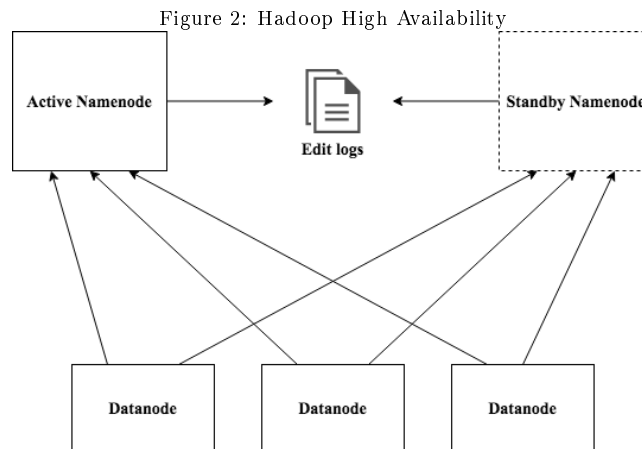 Figure 2: Hadoop High Availability
Active Namenode
Standby Namenode
Edit logs
Datanode
Datanode
Datanode